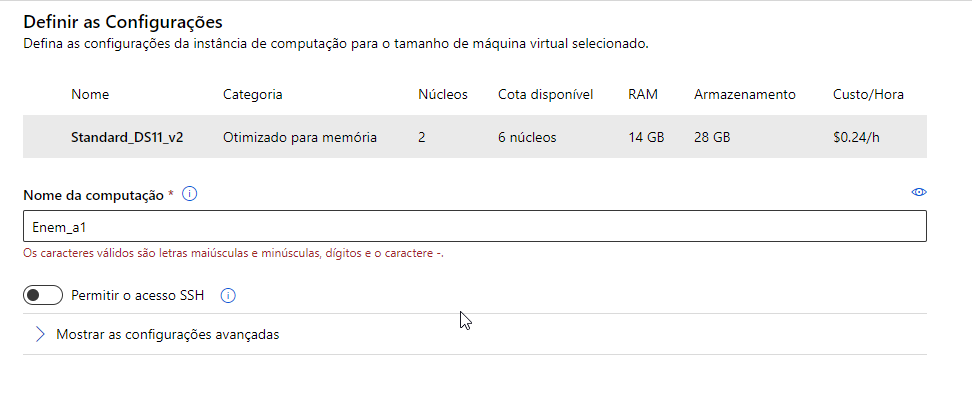 Definir as Configurações
Defina as configurações da instância de computação para o tamanho de máquina virtual selecionado.
Nome Categoria Núcleos Cota disponível RAM Armazenamento Custo/Hora
Standard_DS11_v2 Otimizado para memória 2 6 núcleos 14 GB 28 GB $0.24/h
Nome da computação *
Enem_a1
Os caracteres válidos são letras maiúsculas e minúsculas, dígitos e o caractere -.
Permitir o acesso SSH
Mostrar as configurações avançadas